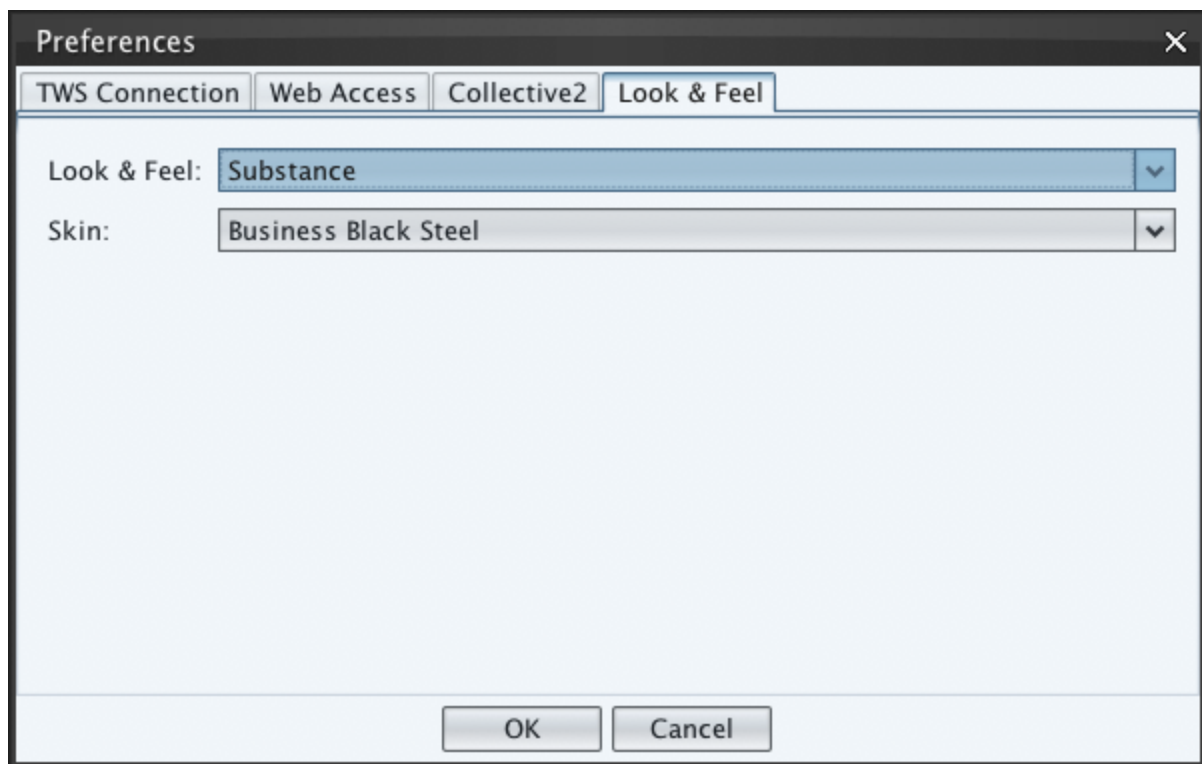 Preferences
TWS Connection Web Access Collective2 Look & Feel
Look & Feel: Substance
Skin: Business Black Steel
OK Cancel